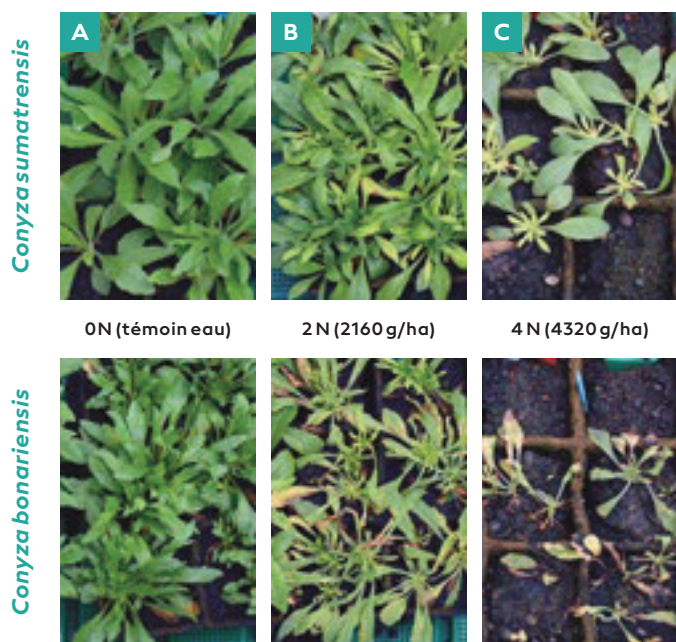 A
B
C
Conyza sumatrensis
0N (témoin eau)
2 N (2160 g/ha)
4 N (4320 g/ha)
Conyza bonariensis